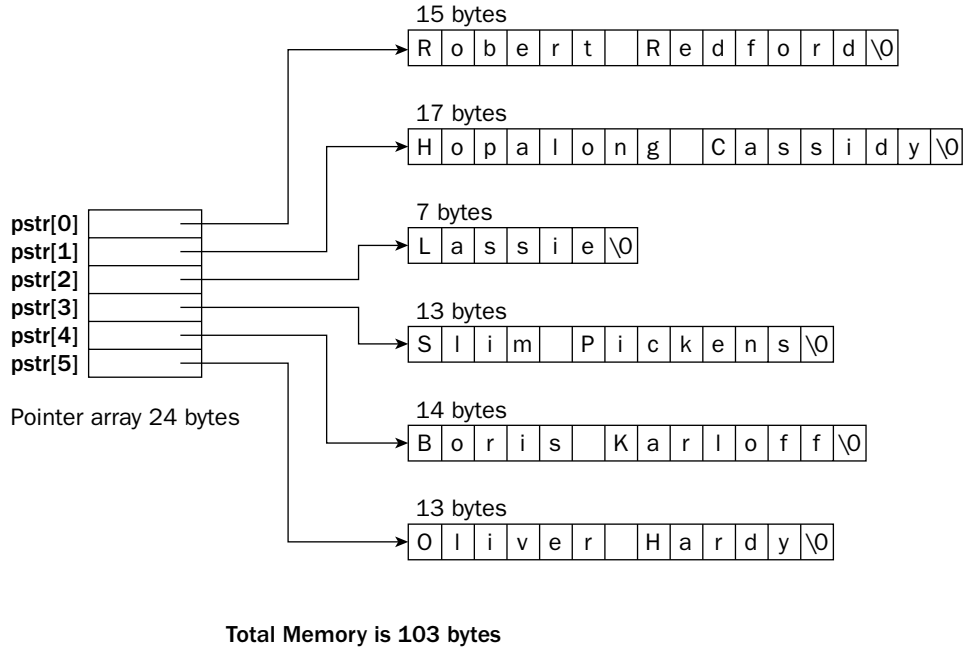 15 bytes
R o b e r t   R e d f o r d \0
17 bytes
H o p a l o n g   C a s s i d y \0
7 bytes
L a s s i e \0
13 bytes
S l i m   P i c k e n s \0
14 bytes
B o r i s   K a r l o f f \0
13 bytes
O l i v e r   H a r d y \0
pstr[0]
pstr[1]
pstr[2]
pstr[3]
pstr[4]
pstr[5]
Pointer array 24 bytes
Total Memory is 103 bytes